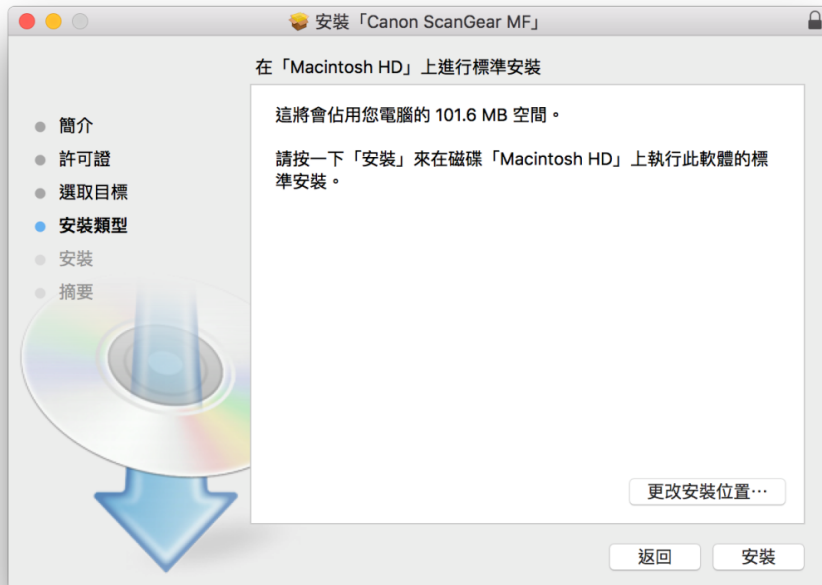 安裝「Canon ScanGear MF」
在「Macintosh HD」上進行標準安裝
簡介
許可證
選取目標
安裝類型
安裝
摘要
這將會佔用您電腦的 101.6 MB 空間。
請按一下「安裝」來在磁碟「Macintosh HD」上執行此軟體的標
準安裝。
更改安裝位置⋯
返回
安裝